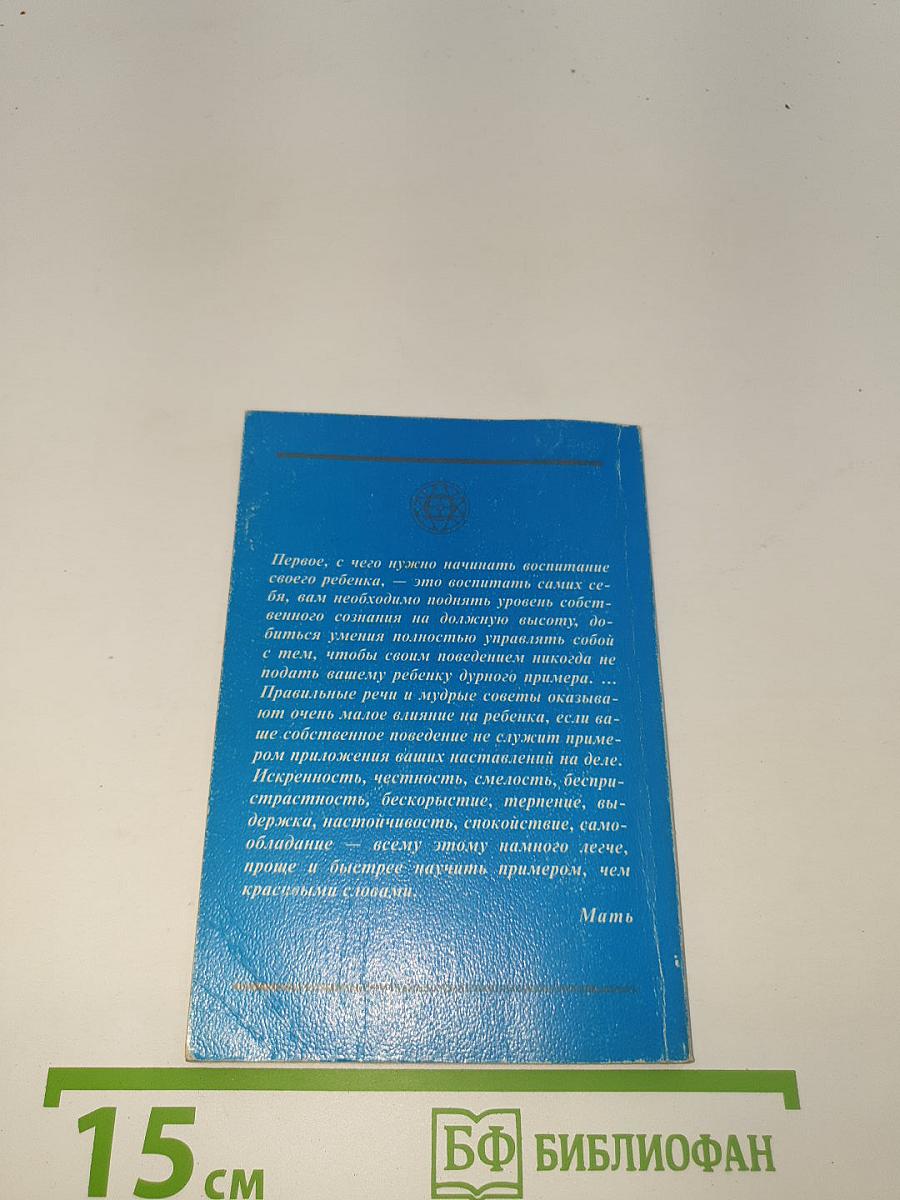 Первое, с чего нужно начинать воспитание
своего ребенка, — это воспитать самих се-
бя, вам необходимо поднять уровень собст-
венного сознания на должную высоту, до-
биться умения полностью управлять собой
с тем, чтобы своим поведением никогда не
подать вашему ребенку дурного примера. ...
Правильные речи и мудрые советы оказыва-
ют очень малое влияние на ребенка, если ва-
ше собственное поведение не служит приме-
ром приложения ваших наставлений на деле.
Искренность, честность, смелость, беспри-
страстность, бескорыстие, терпение, вы-
держка, настойчивость, спокойствие, само-
обладание — всему этому намного легче,
проще и быстрее научить примером, чем
красивыми словами.
Мать
15 см
БФ БИБЛИОФАН